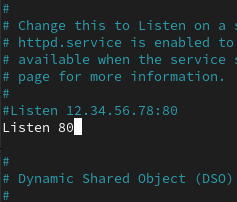 #
# Change this to Listen on a
# httpd.service is enabled to
# available when the service
# page for more information.
#
#Listen 12.34.56.78:80
Listen 80

#
# Dynamic Shared Object (DSO)
#